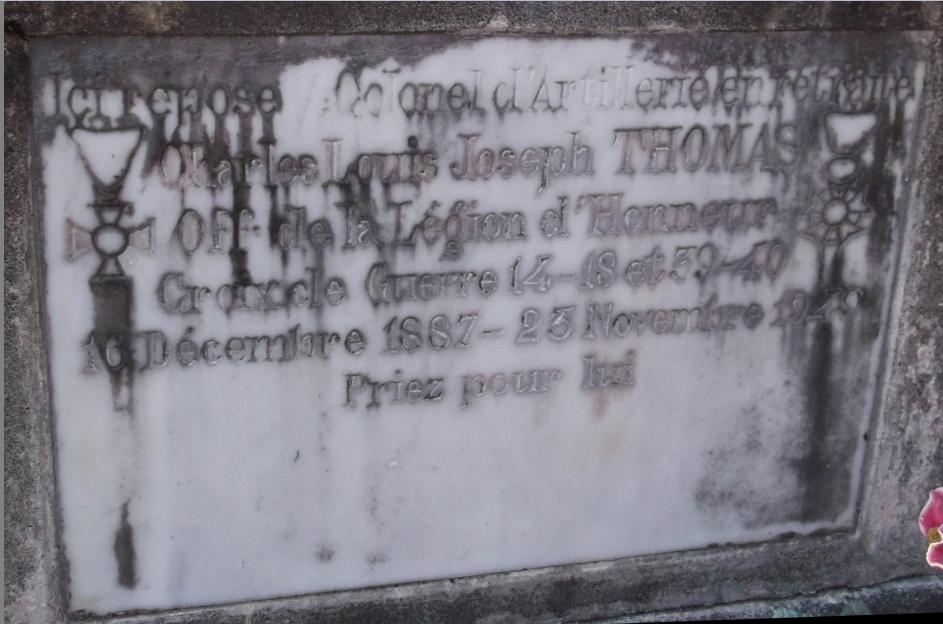 Ici repose Colonel d'Artillerie en retraite
Charles Louis Joseph THOMAS
Off. de la Légion d'Honneur
Croix de Guerre 14-18 et 39-40
16 Décembre 1887 - 23 Novembre
Priez pour lui